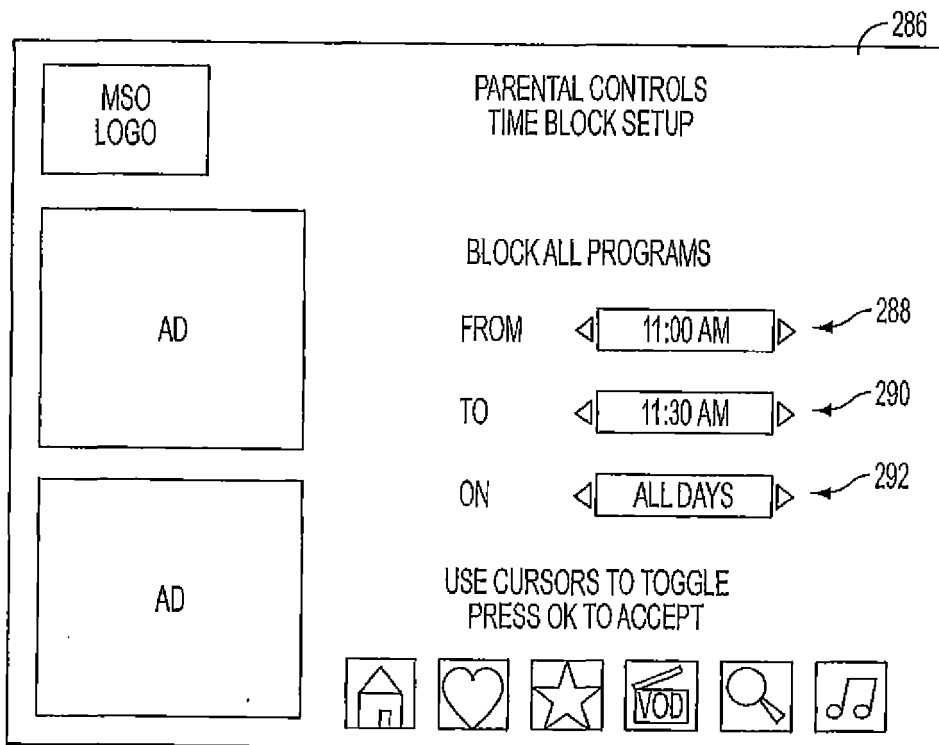 286
MSO
LOGO
PARENTAL CONTROLS
TIME BLOCK SETUP
AD
BLOCK ALL PROGRAMS
FROM 11:00 AM 288
TO 11:30 AM 290
ON ALL DAYS 292
AD
USE CURSORS TO TOGGLE
PRESS OK TO ACCEPT
VOD